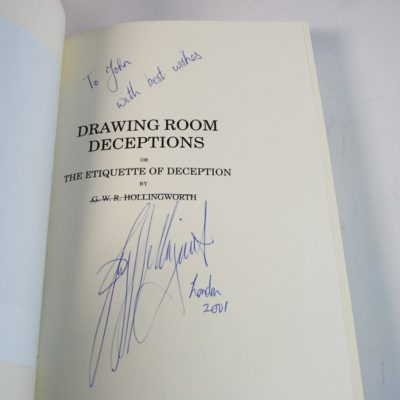 To John
with best wishes
DRAWING ROOM
DECEPTIONS
OR
THE ETIQUETTE OF DECEPTION
BY
G. W. R. HOLLINGWORTH
London
2001